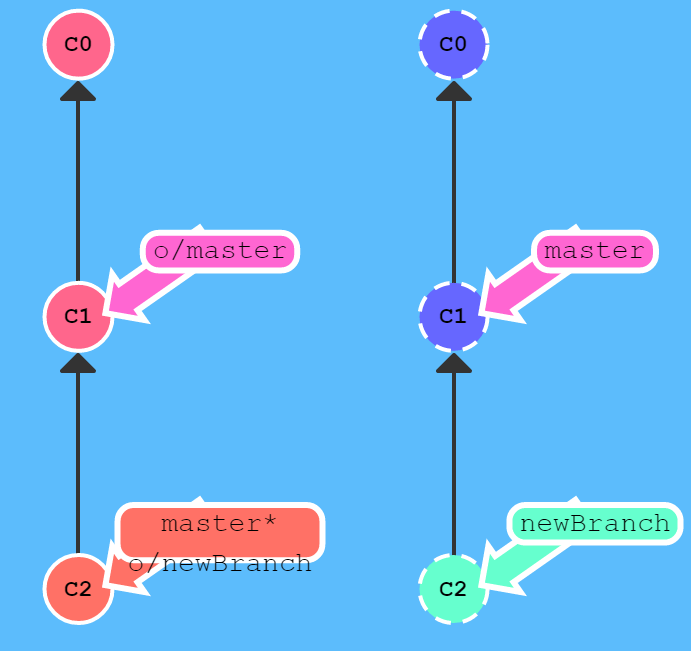 C0
C0
o/master
master
C1
C1
master*
o/newBranch
newBranch
C2
C2